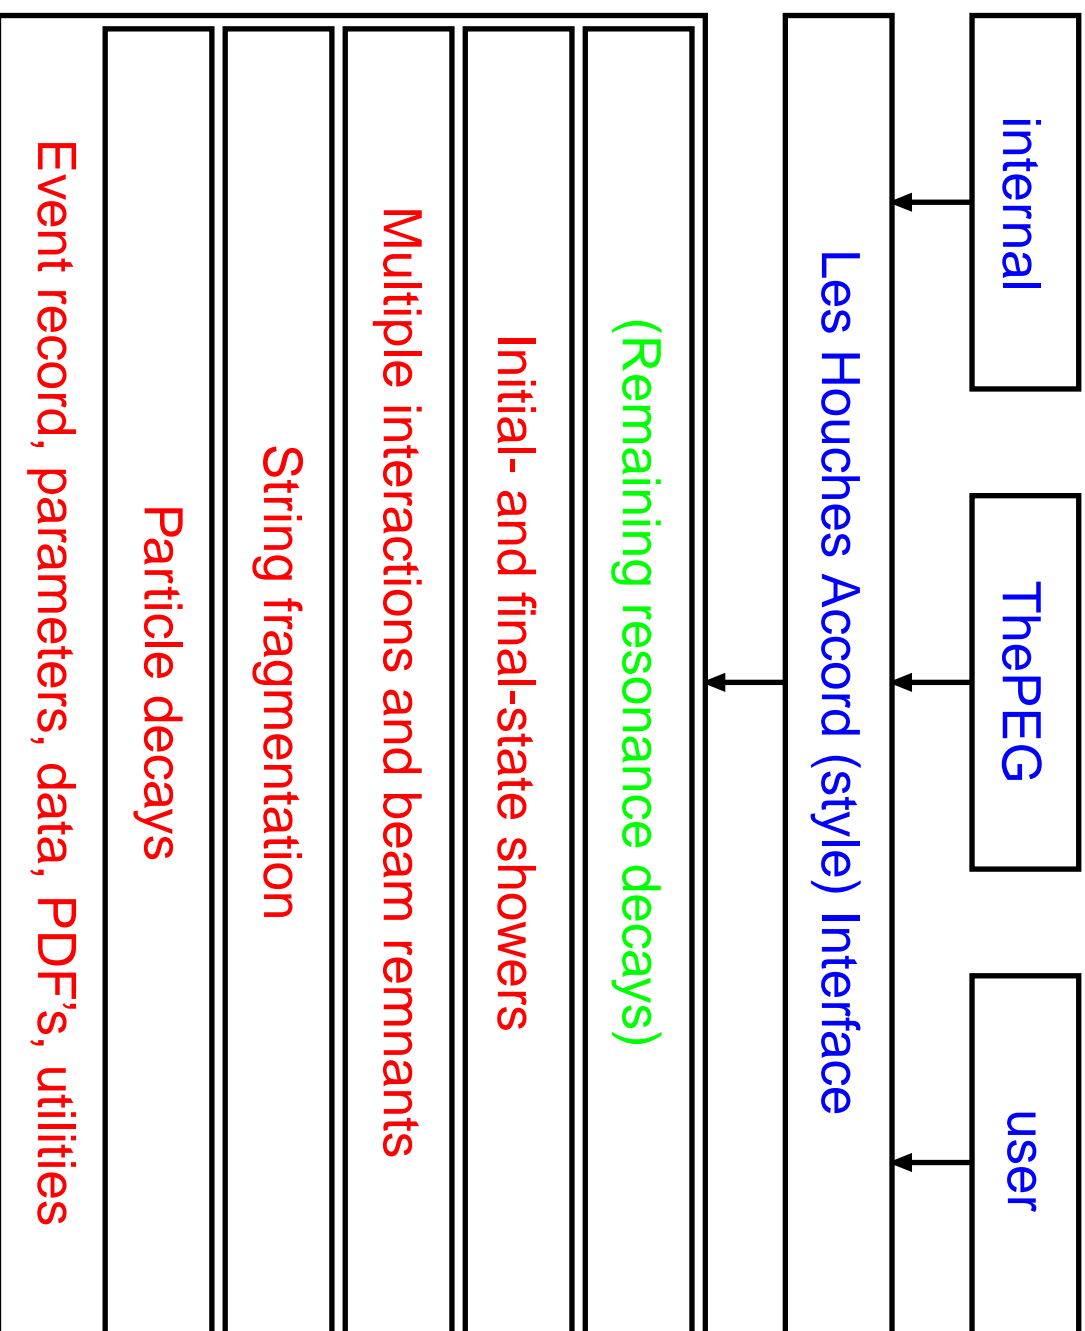 internal
ThePEG
user
Les Houches Accord (style) Interface
(Remaining resonance decays)
Initial- and final-state showers
Multiple interactions and beam remnants
String fragmentation
Particle decays
Event record, parameters, data, PDF's, utilities